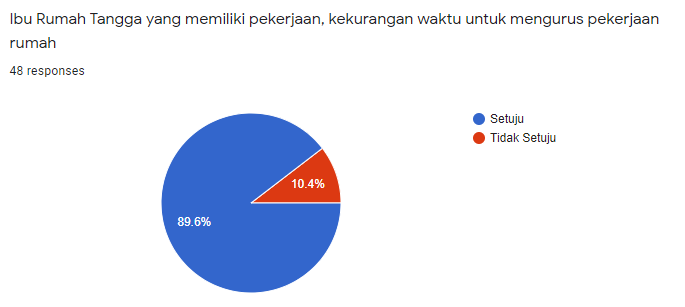 Ibu Rumah Tangga yang memiliki pekerjaan, kekurangan waktu untuk mengurus pekerjaan
rumah
48 responses
Setuju
Tidak Setuju
10.4%
89.6%